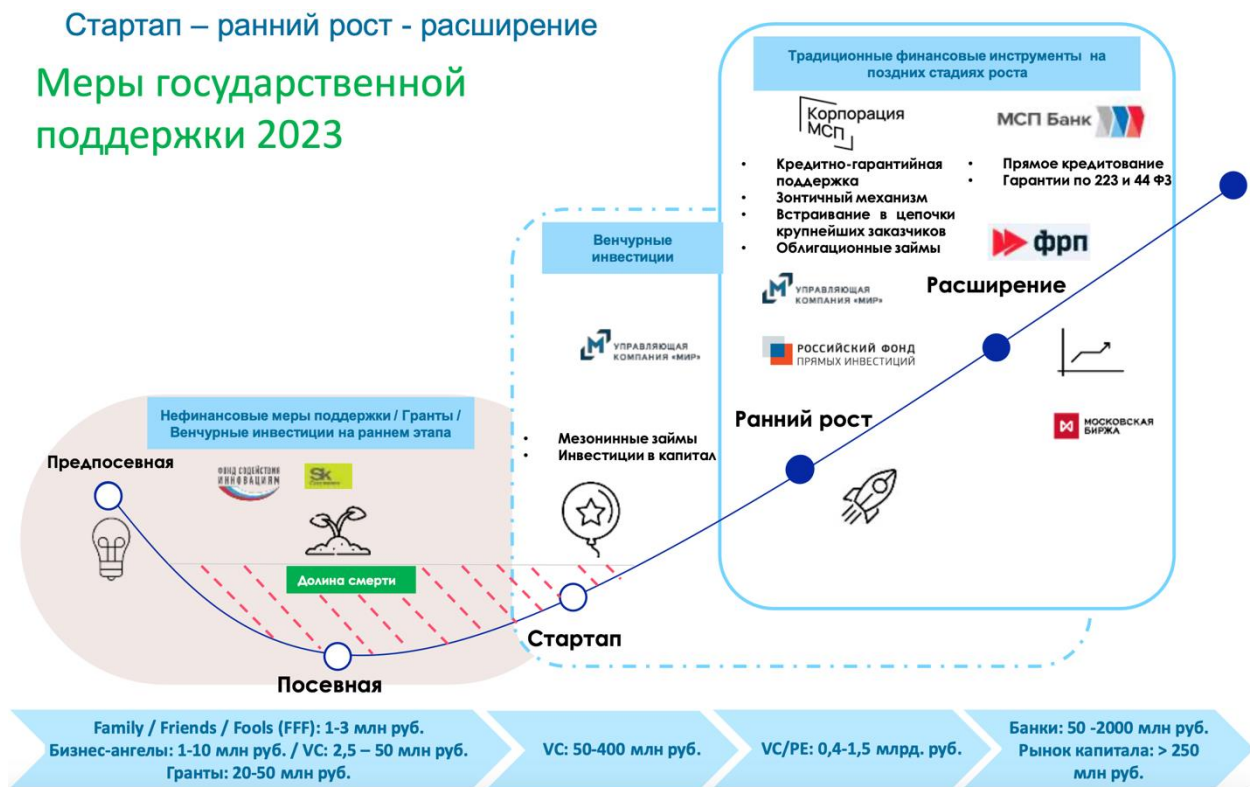 Стартап – ранний рост - расширение
Меры государственной
поддержки 2023
Традиционные финансовые инструменты на
поздних стадиях роста
Корпорация
МСП
• Кредитно-гарантийная
поддержка
• Зонтичный механизм
• Встраивание в цепочки
крупнейших заказчиков
• Облигационные займы
МСП Банк
• Прямое кредитование
• Гарантии по 223 и 44 ФЗ
фрп
Расширение
УПРАВЛЯЮЩАЯ
КОМПАНИЯ «МИР»
РОССИЙСКИЙ ФОНД
ПРЯМЫХ ИНВЕСТИЦИЙ
Ранний рост
МОСКОВСКАЯ
БИРЖА
Венчурные
инвестиции
УПРАВЛЯЮЩАЯ
КОМПАНИЯ «МИР»
• Мезонинные займы
• Инвестиции в капитал
Стартап
Нефинансовые меры поддержки / Гранты /
Венчурные инвестиции на раннем этапа
Предпосевная
ФОНД СОДЕЙСТВИЯ
ИННОВАЦИЯМ
Sk
Долина смерти
Посевная
Family / Friends / Fools (FFF): 1-3 млн руб.
Бизнес-ангелы: 1-10 млн руб. / VC: 2,5 – 50 млн руб.
Гранты: 20-50 млн руб.
VC: 50-400 млн руб.
VC/PE: 0,4-1,5 млрд. руб.
Банки: 50 -2000 млн руб.
Рынок капитала: > 250
млн руб.